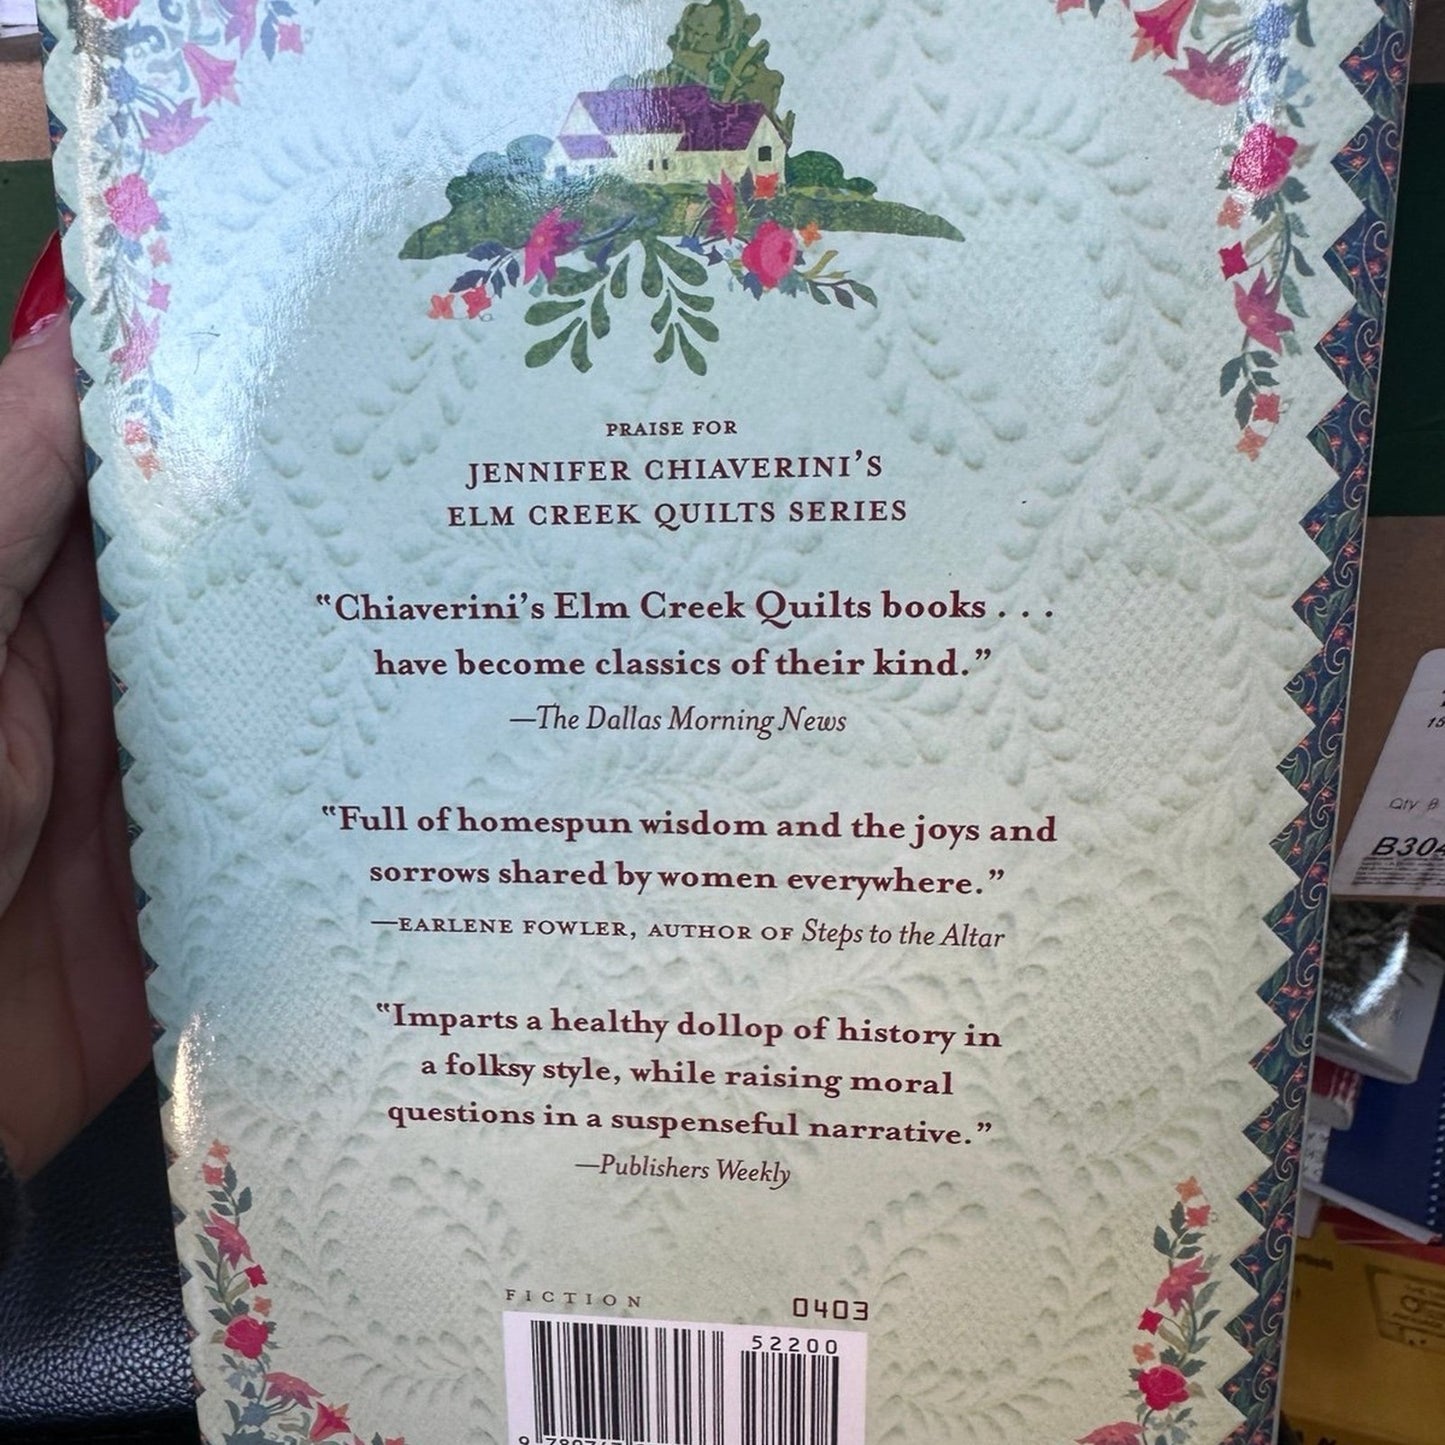 PRAISE FOR
JENNIFER CHIAVERINI'S
ELM CREEK QUILTS SERIES
"Chiaverini's Elm Creek Quilts books . . .
have become classics of their kind."
—The Dallas Morning News
"Full of homespun wisdom and the joys and
sorrows shared by women everywhere."
—EARLENE FOWLER, AUTHOR OF Steps to the Altar
"Imparts a healthy dollop of history in
a folksy style, while raising moral
questions in a suspenseful narrative."
—Publishers Weekly
FICTION
0403
52200
QTY 8
B304